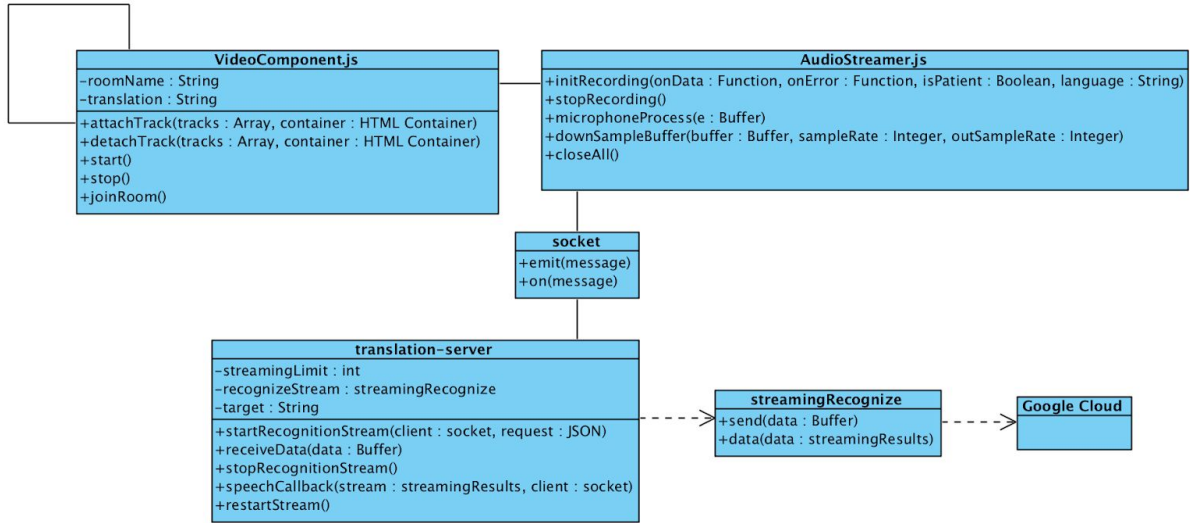 VideoComponent.js
-roomName : String
-translation : String
+attachTrack(tracks : Array, container : HTML Container)
+detachTrack(tracks : Array, container : HTML Container)
+start()
+stop()
+joinRoom()
AudioStreamer.js
+initRecording(onData : Function, onError : Function, isPatient : Boolean, language : String)
+stopRecording()
+microphoneProcess(e : Buffer)
+downSampleBuffer(buffer : Buffer, sampleRate : Integer, outSampleRate : Integer)
+closeAll()
socket
+emit(message)
+on(message)
translation-server
-streamingLimit : int
-recognizeStream : streamingRecognize
-target : String
+startRecognitionStream(client : socket, request : JSON)
+receiveData(data : Buffer)
+stopRecognitionStream()
+speechCallback(stream : streamingResults, client : socket)
+restartStream()
streamingRecognize
+send(data : Buffer)
+data(data : streamingResults)
Google Cloud